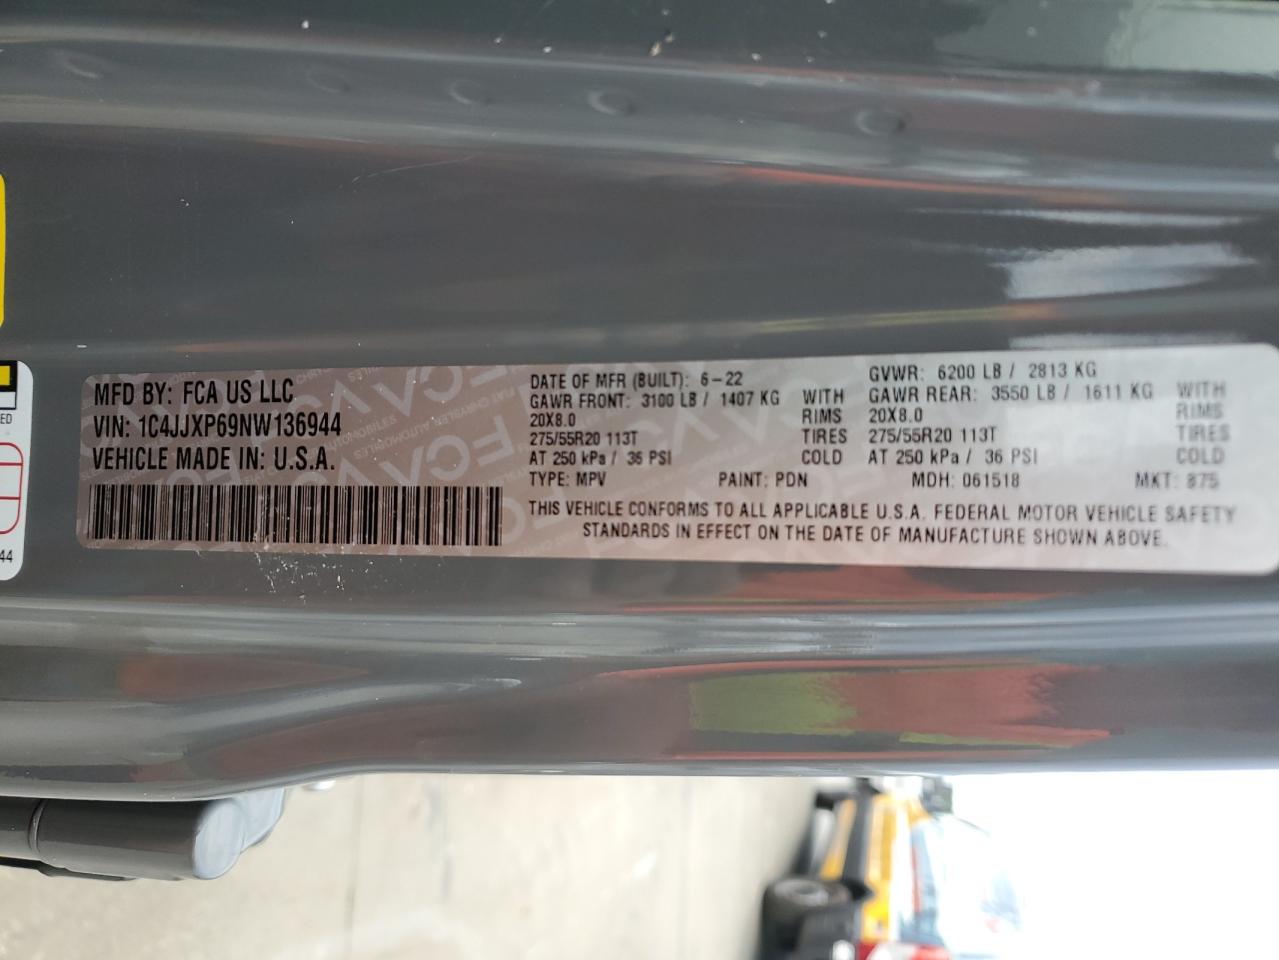 MFD BY: FCA US LLC
VIN: 1C4JJXP69NW136944
VEHICLE MADE IN: U.S.A.
DATE OF MFR (BUILT): 6-22 GVWR: 6200 LB / 2813 KG
GAWR FRONT: 3100 LB / 1407 KG WITH GAWR REAR: 3550 LB / 1611 KG WITH
20X8.0 RIMS 20X8.0 RIMS
275/55R20 113T TIRES 275/55R20 113T TIRES
AT 250 kPa / 36 PSI COLD AT 250 kPa / 36 PSI COLD
TYPE: MPV PAINT: PDN MDH: 061518 MKT: 875
THIS VEHICLE CONFORMS TO ALL APPLICABLE U.S.A. FEDERAL MOTOR VEHICLE SAFETY
STANDARDS IN EFFECT ON THE DATE OF MANUFACTURE SHOWN ABOVE.
44